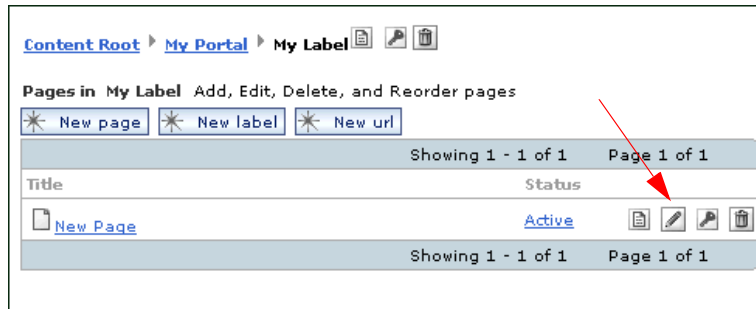 Content Root My Portal My Label
Pages in My Label Add, Edit, Delete, and Reorder pages
New page New label New url
Showing 1 - 1 of 1 Page 1 of 1
Title Status
New Page Active
Showing 1 - 1 of 1 Page 1 of 1